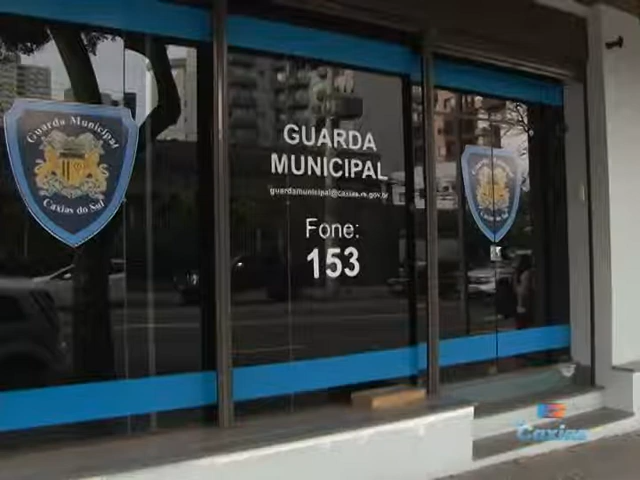 Guarda Municipal
Caxias do Sul
GUARDA
MUNICIPAL
guardamunicipal@caxias.rs.gov.br
Fone:
153
Caxias